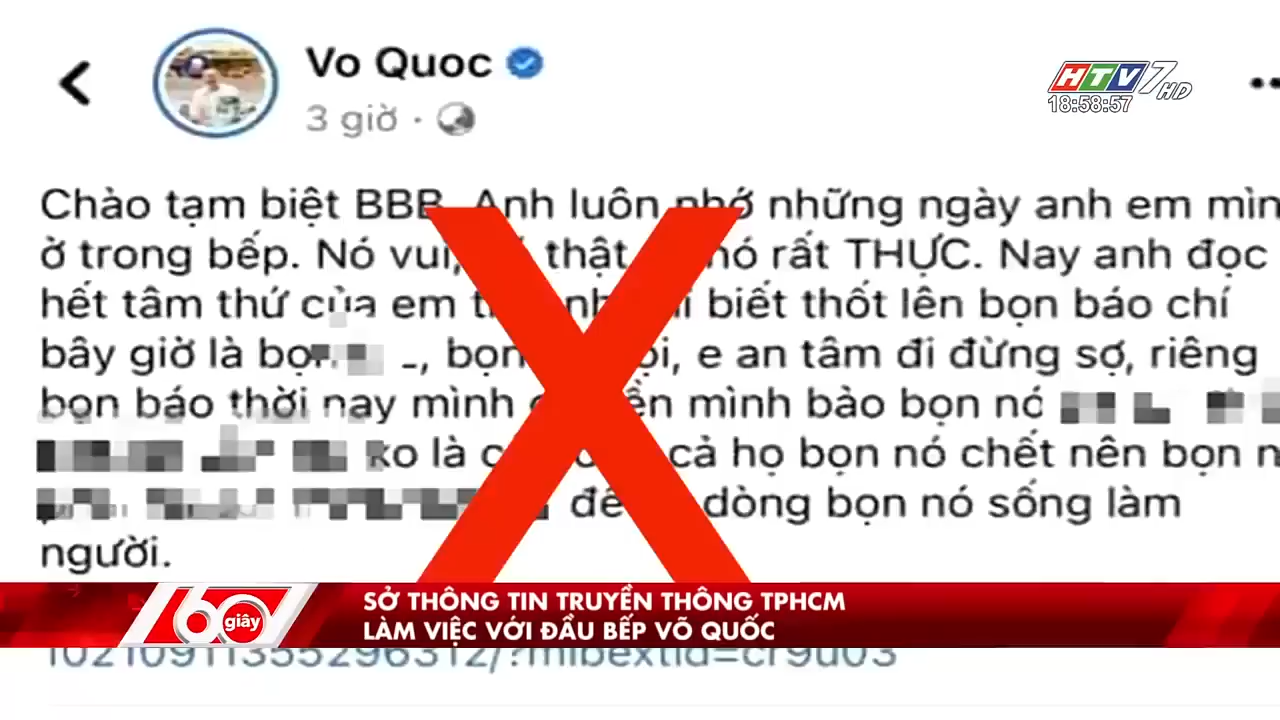 Vo Quoc
3 giờ ·
HTV7 HD
18:58:57
Chào tạm biệt BBB. Anh luôn nhớ những ngày anh em mìn
ở trong bếp. Nó vui, thật nó rất THỰC. Nay anh đọc
hết tâm thứ của em biết thốt lên bọn báo chí
bây giờ là bọn , bọn , e an tâm đi đừng sợ, riêng
bọn báo thời nay mình mình bảo bọn nó
ko là cả họ bọn nó chết nên bọn n
để dòng bọn nó sống làm
người.
60 giây
SỞ THÔNG TIN TRUYỀN THÔNG TPHCM
LÀM VIỆC VỚI ĐẦU BẾP VÕ QUỐC